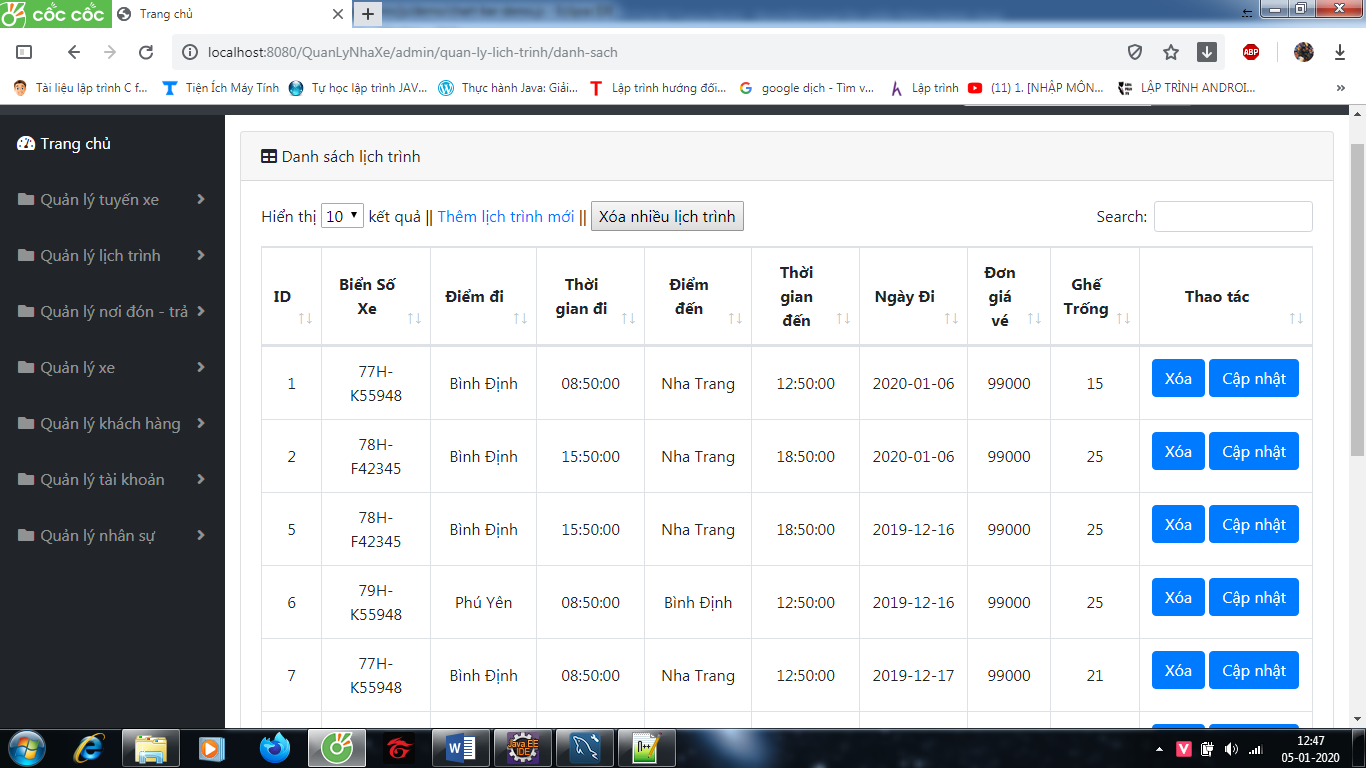 cốc cốc
Trang chủ
localhost:8080/QuanLyNhaXe/admin/quan-ly-lich-trinh/danh-sach
ABP
Tài liệu lập trình C f... Tiện Ích Máy Tính Tự học lập trình JAV... Thực hành Java: Giải... Lập trình hướng đối... google dịch - Tìm v... Lập trình (11) 1. [NHẬP MÔN... LẬP TRÌNH ANDROI... »
Trang chủ
Quản lý tuyến xe
Quản lý lịch trình
Quản lý nơi đón - trả
Quản lý xe
Quản lý khách hàng
Quản lý tài khoản
Quản lý nhân sự
Danh sách lịch trình
Hiển thị 10 kết quả || Thêm lịch trình mới || Xóa nhiều lịch trình Search:
ID Biển Số Xe Điểm đi Thời gian đi Điểm đến Thời gian đến Ngày Đi Đơn giá vé Ghế Trống Thao tác
1 77H-K55948 Bình Định 08:50:00 Nha Trang 12:50:00 2020-01-06 99000 15 Xóa Cập nhật
2 78H-F42345 Bình Định 15:50:00 Nha Trang 18:50:00 2020-01-06 99000 25 Xóa Cập nhật
5 78H-F42345 Bình Định 15:50:00 Nha Trang 18:50:00 2019-12-16 99000 25 Xóa Cập nhật
6 79H-K55948 Phú Yên 08:50:00 Bình Định 12:50:00 2019-12-16 99000 25 Xóa Cập nhật
7 77H-K55948 Bình Định 08:50:00 Nha Trang 12:50:00 2019-12-17 99000 21 Xóa Cập nhật
Java EE
IDE
12:47
05-01-2020